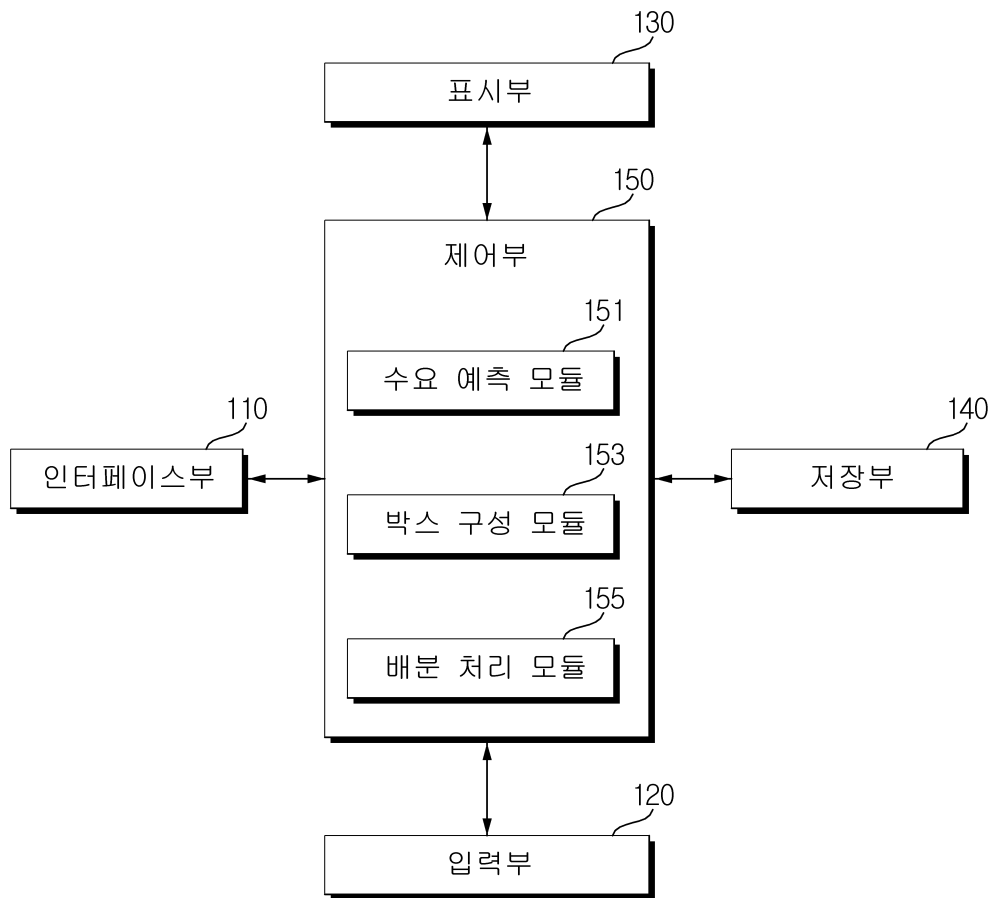 130
표시부
150
제어부
151
수요 예측 모듈
110
인터페이스부
153
박스 구성 모듈
140
저장부
155
배분 처리 모듈
120
입력부